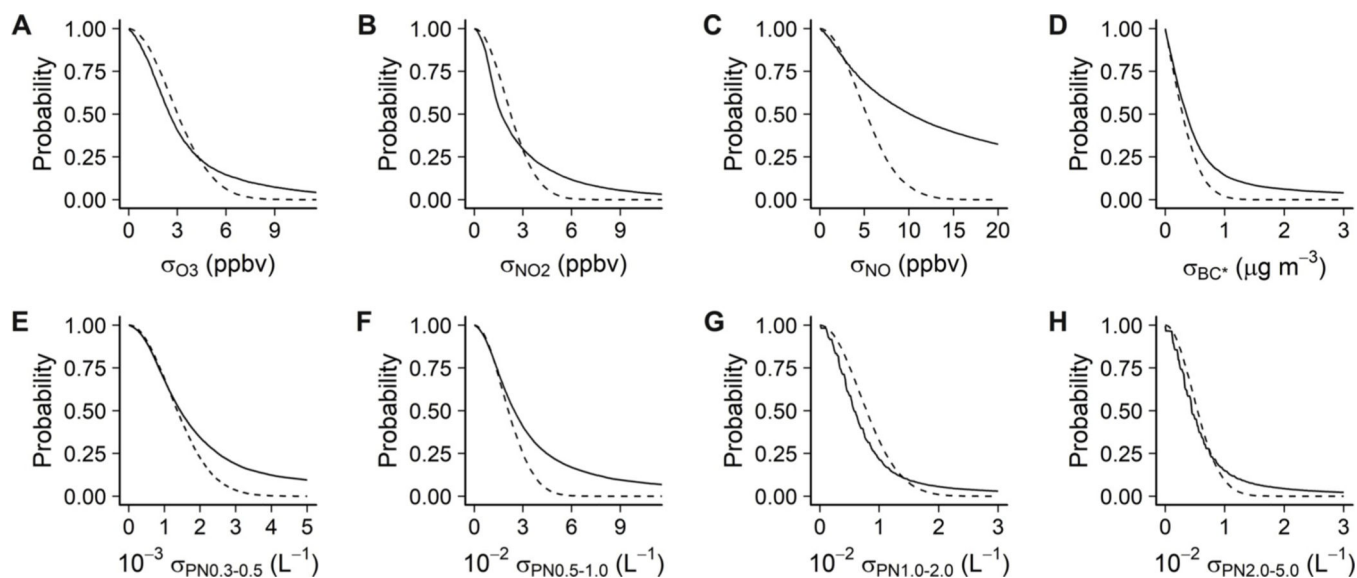 A B C D
Probability Probability Probability Probability
1.00 1.00 1.00 1.00
0.75 0.75 0.75 0.75
0.50 0.50 0.50 0.50
0.25 0.25 0.25 0.25
0.00 0.00 0.00 0.00
0 3 6 9 0 3 6 9 0 5 10 15 20 0 1 2 3
σO3 (ppbv) σNO2 (ppbv) σNO (ppbv) σBC* (μg m⁻³)
E F G H
Probability Probability Probability Probability
1.00 1.00 1.00 1.00
0.75 0.75 0.75 0.75
0.50 0.50 0.50 0.50
0.25 0.25 0.25 0.25
0.00 0.00 0.00 0.00
0 1 2 3 4 5 0 3 6 9 0 1 2 3 0 1 2 3
10⁻³ σPN0.3-0.5 (L⁻¹) 10⁻² σPN0.5-1.0 (L⁻¹) 10⁻² σPN1.0-2.0 (L⁻¹) 10⁻² σPN2.0-5.0 (L⁻¹)